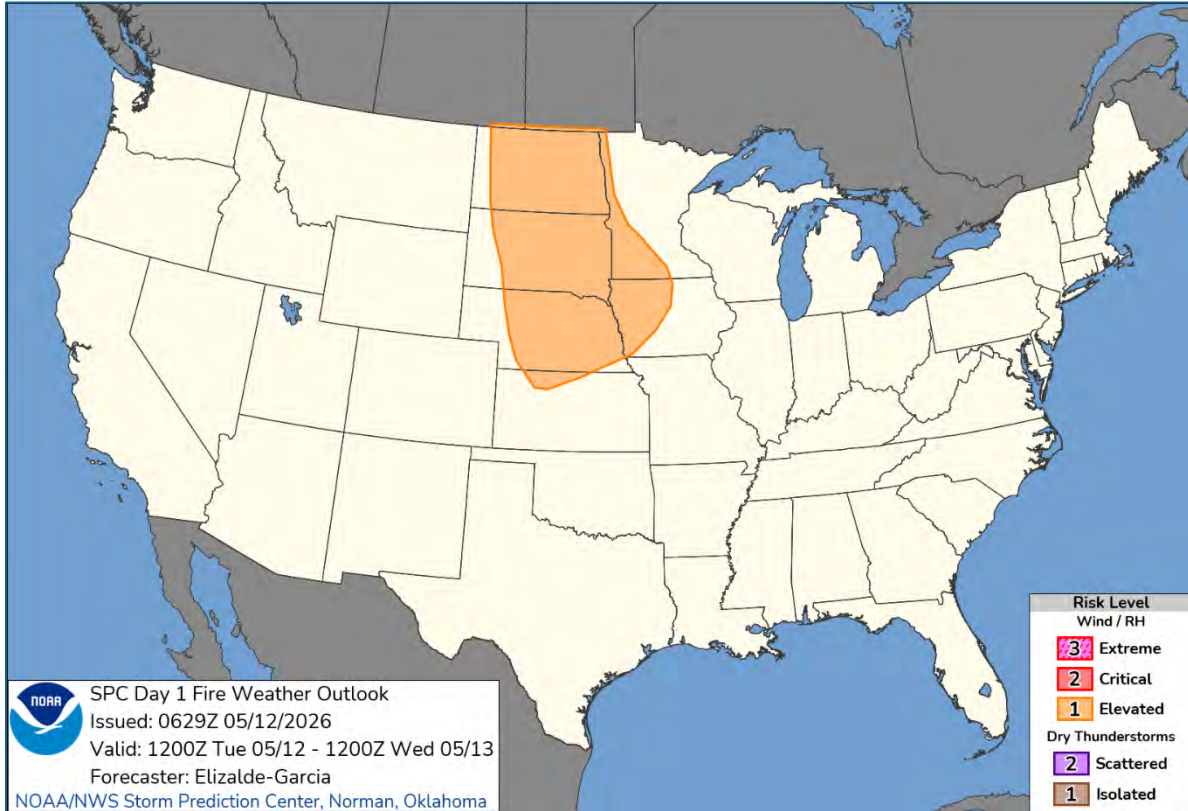 NOAA
SPC Day 1 Fire Weather Outlook
Issued: 0629Z 05/12/2026
Valid: 1200Z Tue 05/12 - 1200Z Wed 05/13
Forecaster: Elizalde-Garcia
NOAA/NWS Storm Prediction Center, Norman, Oklahoma
Risk Level
Wind / RH
3 Extreme
2 Critical
1 Elevated
Dry Thunderstorms
2 Scattered
1 Isolated